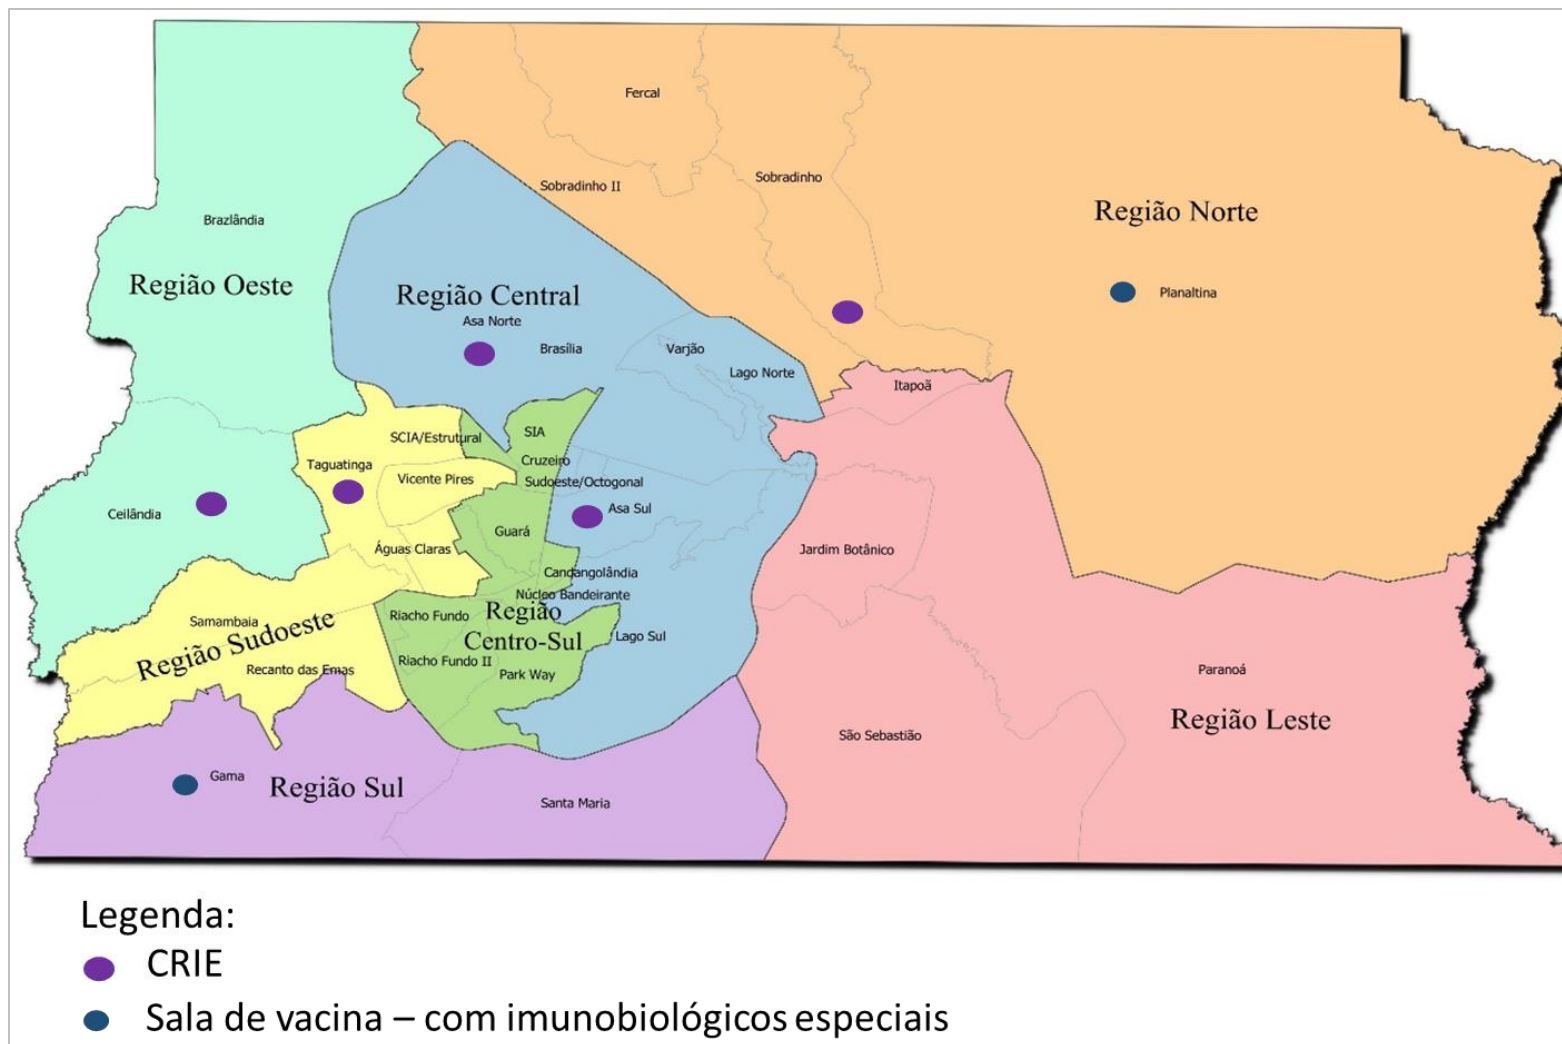 Fercal
Sobradinho
Sobradinho II
Região Norte
Brazlândia
Região Oeste
Região Central
Planaltina
Asa Norte
Brasília
Varjão
Lago Norte
Itapoã
SCIA/Estrutural
SIA
Taguatinga
Cruzeiro
Vicente Pires
Sudoeste/Octogonal
Ceilândia
Asa Sul
Guará
Águas Claras
Jardim Botânico
Candangolândia
Núcleo Bandeirante
Riacho Fundo
Região
Centro-Sul
Samambaia
Região Sudoeste
Lago Sul
Riacho Fundo II
Recanto das Emas
Park Way
Paranoá
Região Leste
São Sebastião
Gama
Região Sul
Santa Maria
Legenda:
CRIE
Sala de vacina – com imunobiológicos especiais